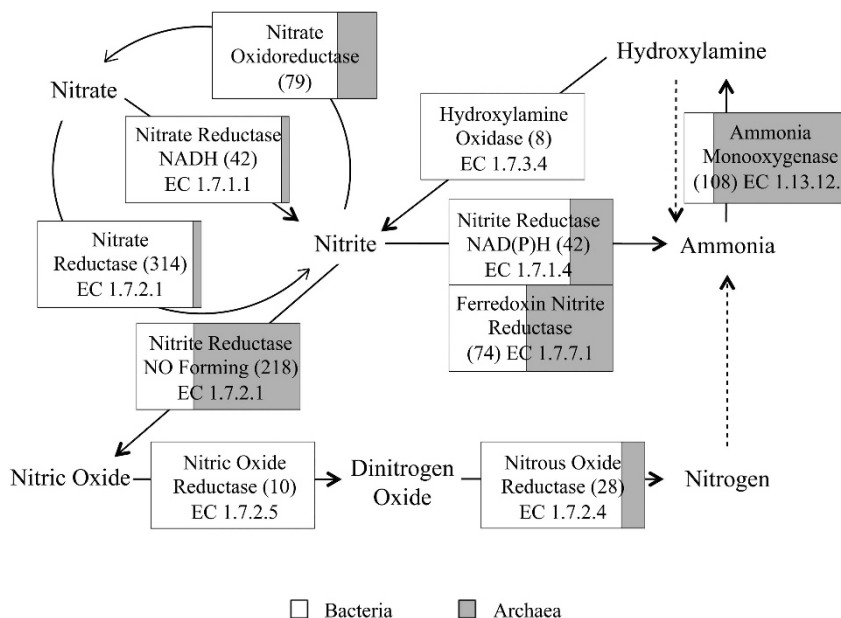 Nitrate
Oxidoreductase
(79)
Hydroxylamine
Nitrate
Nitrate Reductase
NADH (42)
EC 1.7.1.1
Hydroxylamine
Oxidase (8)
EC 1.7.3.4
Ammonia
Monooxygenase
(108) EC 1.13.12.
Nitrate
Reductase (314)
EC 1.7.2.1
Nitrite
Nitrite Reductase
NAD(P)H (42)
EC 1.7.1.4
Ammonia
Ferredoxin Nitrite
Reductase
(74) EC 1.7.7.1
Nitrite Reductase
NO Forming (218)
EC 1.7.2.1
Nitric Oxide
Nitric Oxide
Reductase (10)
EC 1.7.2.5
Dinitrogen
Oxide
Nitrous Oxide
Reductase (28)
EC 1.7.2.4
Nitrogen
Bacteria
Archaea